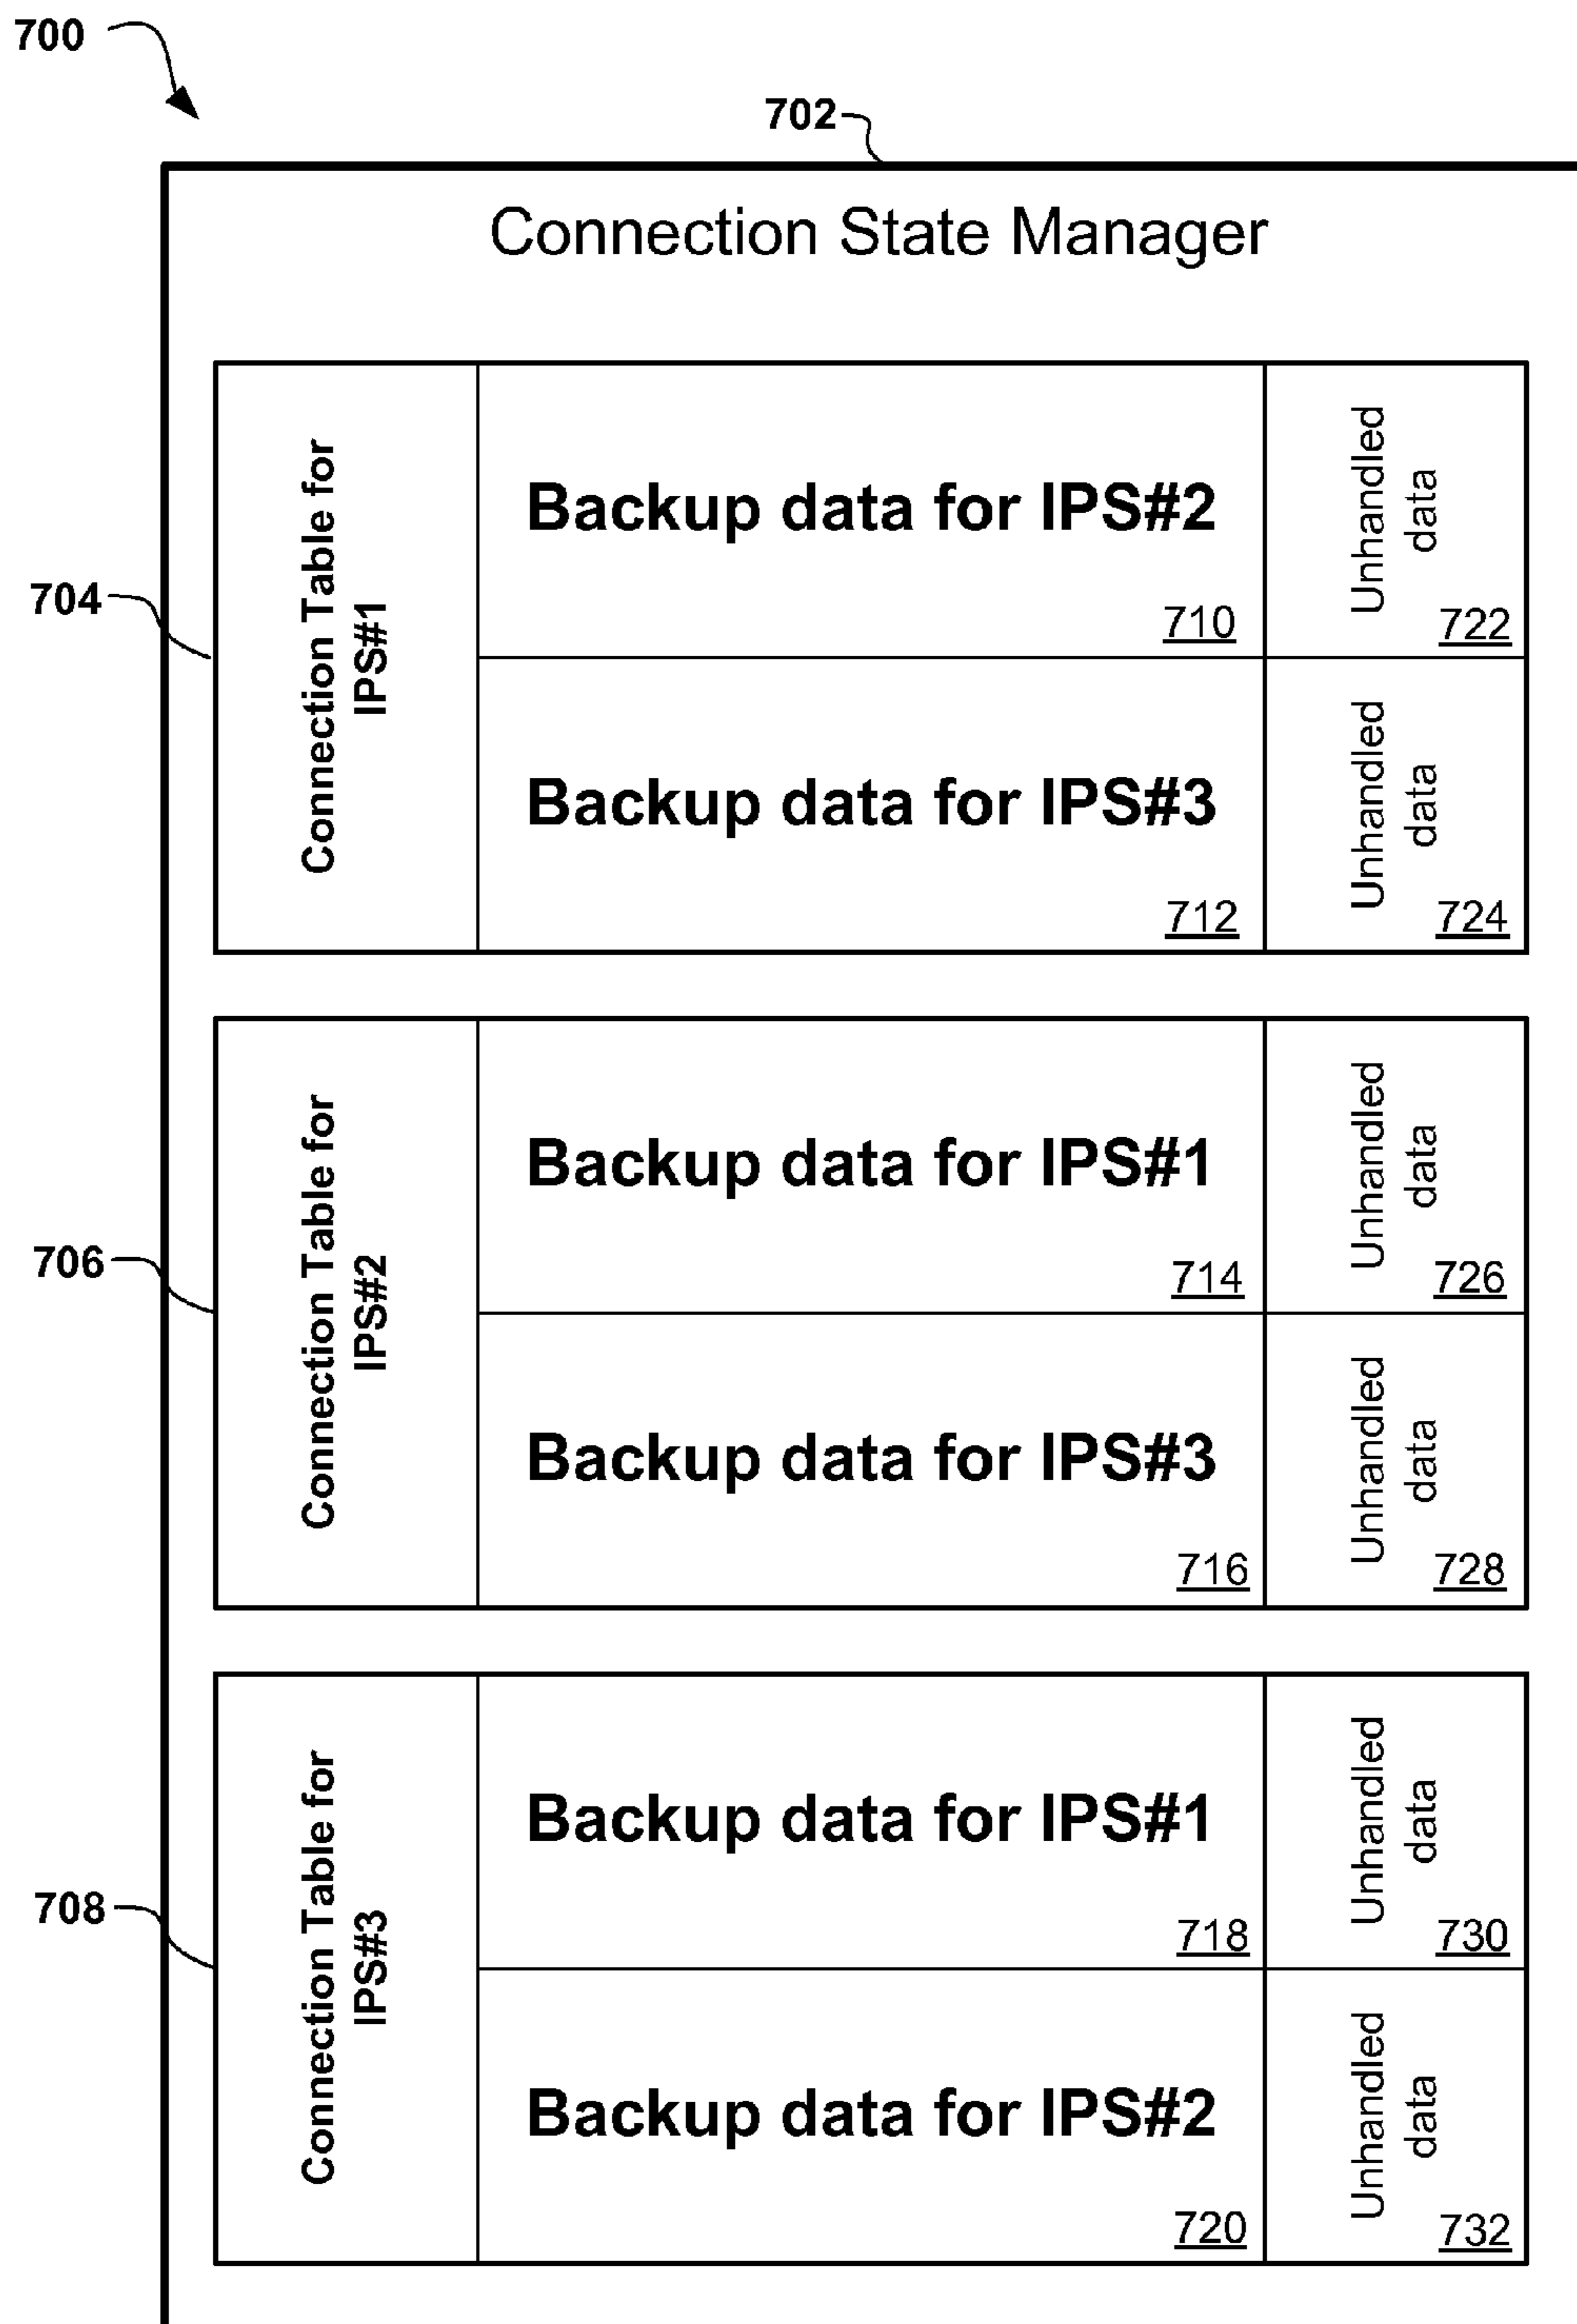 700
702
Connection State Manager
704
Connection Table for
IPS#1
Backup data for IPS#2
710
Unhandled
data
722
Backup data for IPS#3
712
Unhandled
data
724
706
Connection Table for
IPS#2
Backup data for IPS#1
714
Unhandled
data
726
Backup data for IPS#3
716
Unhandled
data
728
708
Connection Table for
IPS#3
Backup data for IPS#1
718
Unhandled
data
730
Backup data for IPS#2
720
Unhandled
data
732